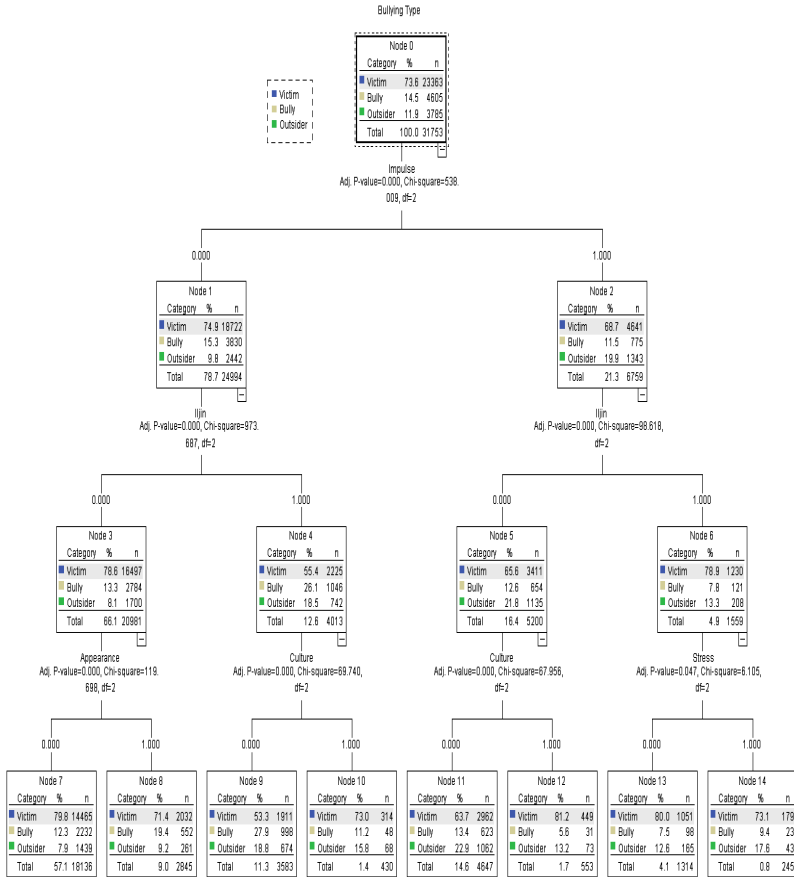 Bullying Type
Node 0
Category % n
Victim 73.6 23363
Bully 14.5 4605
Outsider 11.9 3785
Total 100.0 31753
Victim
Bully
Outsider
Impulse
Adj. P-value=0.000, Chi-square=538.
009, df=2
0.000
1.000
Node 1
Category % n
Victim 74.9 18722
Bully 15.3 3830
Outsider 9.8 2442
Total 78.7 24994
Node 2
Category % n
Victim 68.7 4641
Bully 11.5 775
Outsider 19.9 1343
Total 21.3 6759
Iljin
Adj. P-value=0.000, Chi-square=973.
687, df=2
Iljin
Adj. P-value=0.000, Chi-square=98.618,
df=2
0.000
1.000
0.000
1.000
Node 3
Category % n
Victim 78.6 16497
Bully 13.3 2784
Outsider 8.1 1700
Total 66.1 20981
Node 4
Category % n
Victim 55.4 2225
Bully 26.1 1046
Outsider 18.5 742
Total 12.6 4013
Node 5
Category % n
Victim 65.6 3411
Bully 12.6 654
Outsider 21.8 1135
Total 16.4 5200
Node 6
Category % n
Victim 78.9 1230
Bully 7.8 121
Outsider 13.3 208
Total 4.9 1559
Appearance
Adj. P-value=0.000, Chi-square=119.
698, df=2
Culture
Adj. P-value=0.000, Chi-square=69.740,
df=2
Culture
Adj. P-value=0.000, Chi-square=67.956,
df=2
Stress
Adj. P-value=0.047, Chi-square=6.105,
df=2
0.000
1.000
0.000
1.000
0.000
1.000
0.000
1.000
Node 7
Category % n
Victim 79.8 14465
Bully 12.3 2232
Outsider 7.9 1439
Total 57.1 18136
Node 8
Category % n
Victim 71.4 2032
Bully 19.4 552
Outsider 9.2 261
Total 9.0 2845
Node 9
Category % n
Victim 53.3 1911
Bully 27.9 998
Outsider 18.8 674
Total 11.3 3583
Node 10
Category % n
Victim 73.0 314
Bully 11.2 48
Outsider 15.8 68
Total 1.4 430
Node 11
Category % n
Victim 63.7 2962
Bully 13.4 623
Outsider 22.9 1062
Total 14.6 4647
Node 12
Category % n
Victim 81.2 449
Bully 5.6 31
Outsider 13.2 73
Total 1.7 553
Node 13
Category % n
Victim 80.0 1051
Bully 7.5 98
Outsider 12.6 165
Total 4.1 1314
Node 14
Category % n
Victim 73.1 179
Bully 9.4 23
Outsider 17.6 43
Total 0.8 245